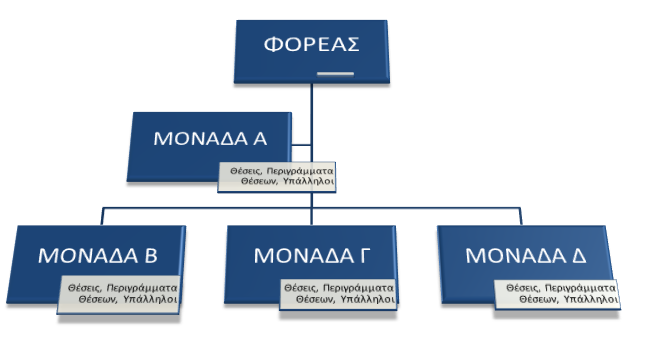 ΦΟΡΕΑΣ
ΜΟΝΑΔΑ Α
Θέσεις, Περιγράμματα
Θέσεων, Υπάλληλοι
ΜΟΝΑΔΑ Β
Θέσεις, Περιγράμματα
Θέσεων, Υπάλληλοι
ΜΟΝΑΔΑ Γ
Θέσεις, Περιγράμματα
Θέσεων, Υπάλληλοι
ΜΟΝΑΔΑ Δ
Θέσεις, Περιγράμματα
Θέσεων, Υπάλληλοι